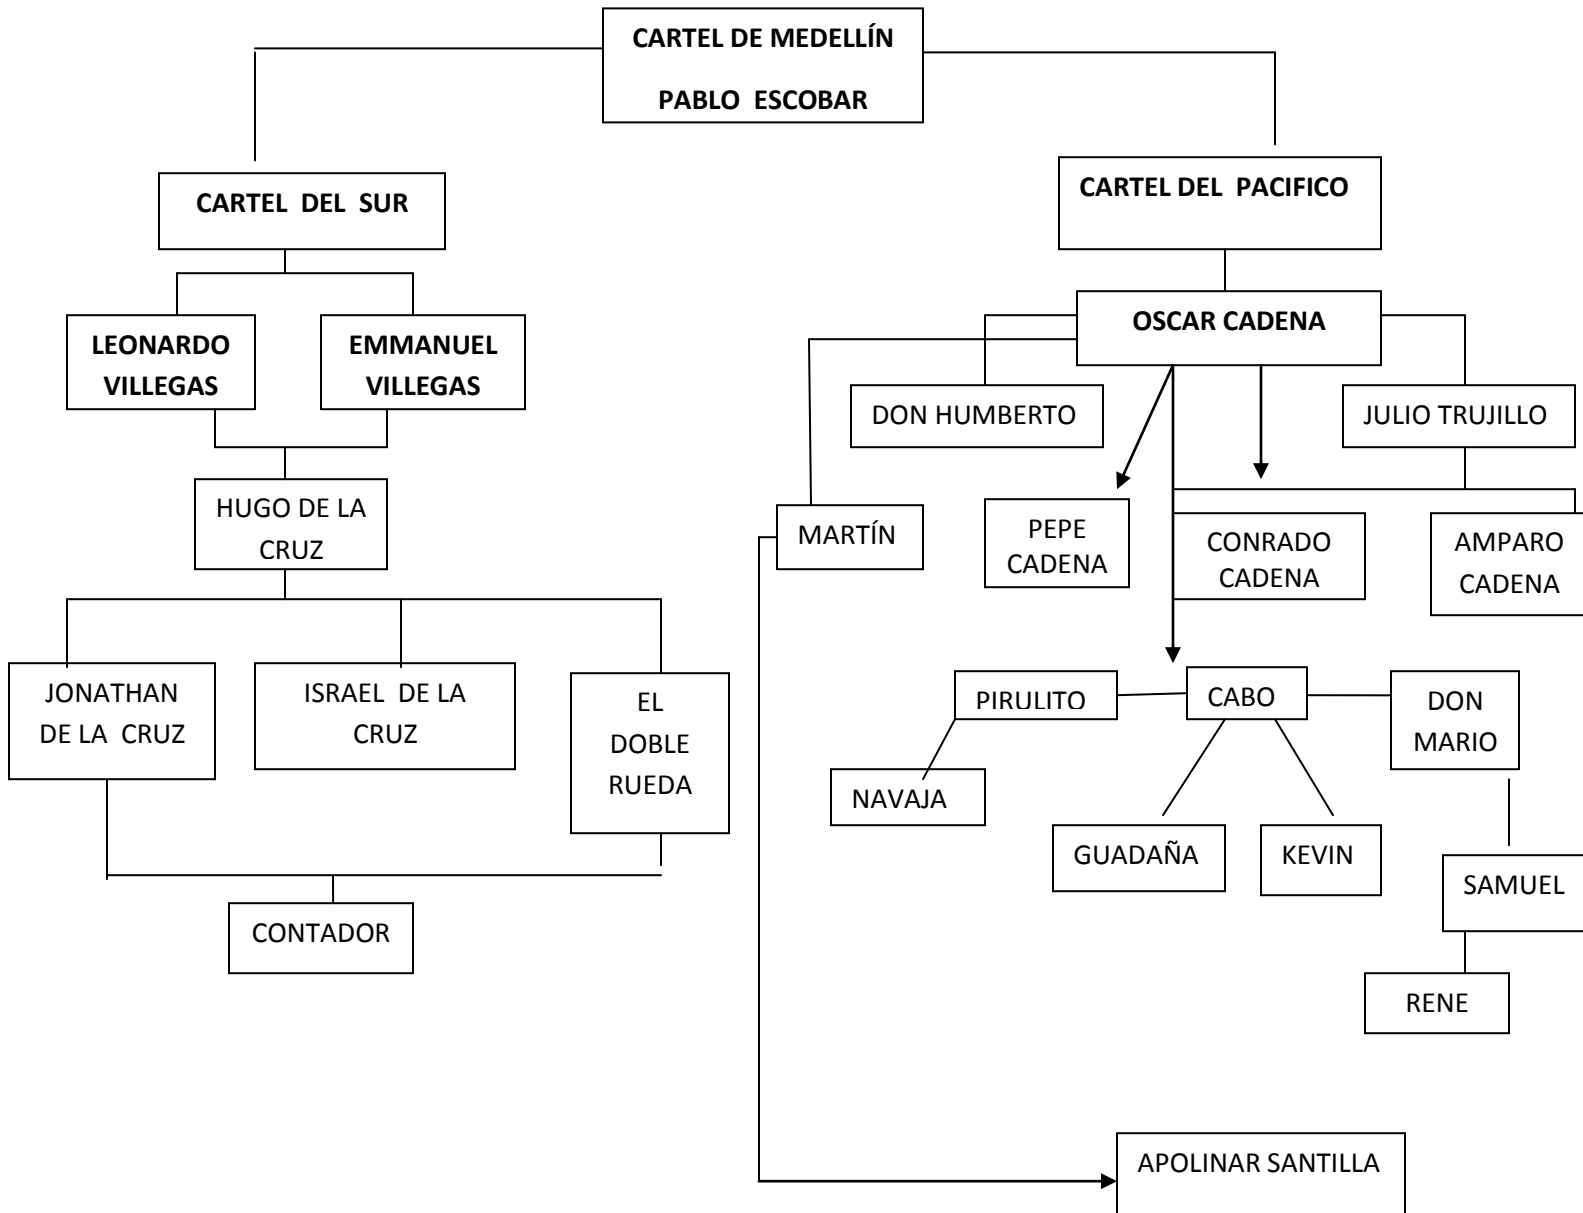 CARTEL DE MEDELLÍN
PABLO ESCOBAR
CARTEL DEL SUR
CARTEL DEL PACIFICO
LEONARDO
VILLEGAS
EMMANUEL
VILLEGAS
OSCAR CADENA
DON HUMBERTO
JULIO TRUJILLO
HUGO DE LA
CRUZ
MARTÍN
PEPE
CADENA
CONRADO
CADENA
AMPARO
CADENA
JONATHAN
DE LA CRUZ
ISRAEL DE LA
CRUZ
EL
DOBLE
RUEDA
PIRULITO
CABO
DON
MARIO
NAVAJA
GUADAÑA
KEVIN
SAMUEL
CONTADOR
RENE
APOLINAR SANTILLA